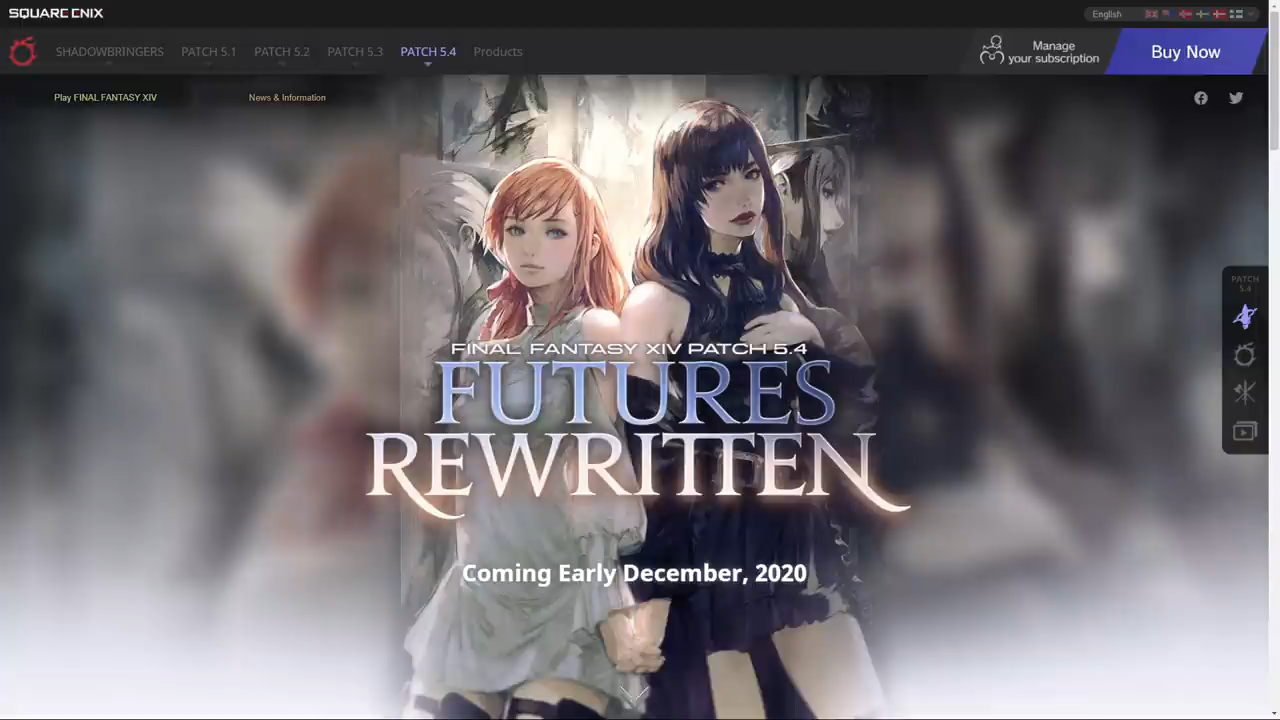 SQUARE ENIX
English
SHADOWBRINGERS PATCH 5.1 PATCH 5.2 PATCH 5.3 PATCH 5.4 Products
Manage
your subscription
Buy Now
Play FINAL FANTASY XIV
News & Information
PATCH
5.4
FINAL FANTASY XIV PATCH 5.4
FUTURES
REWRITTEN
Coming Early December, 2020